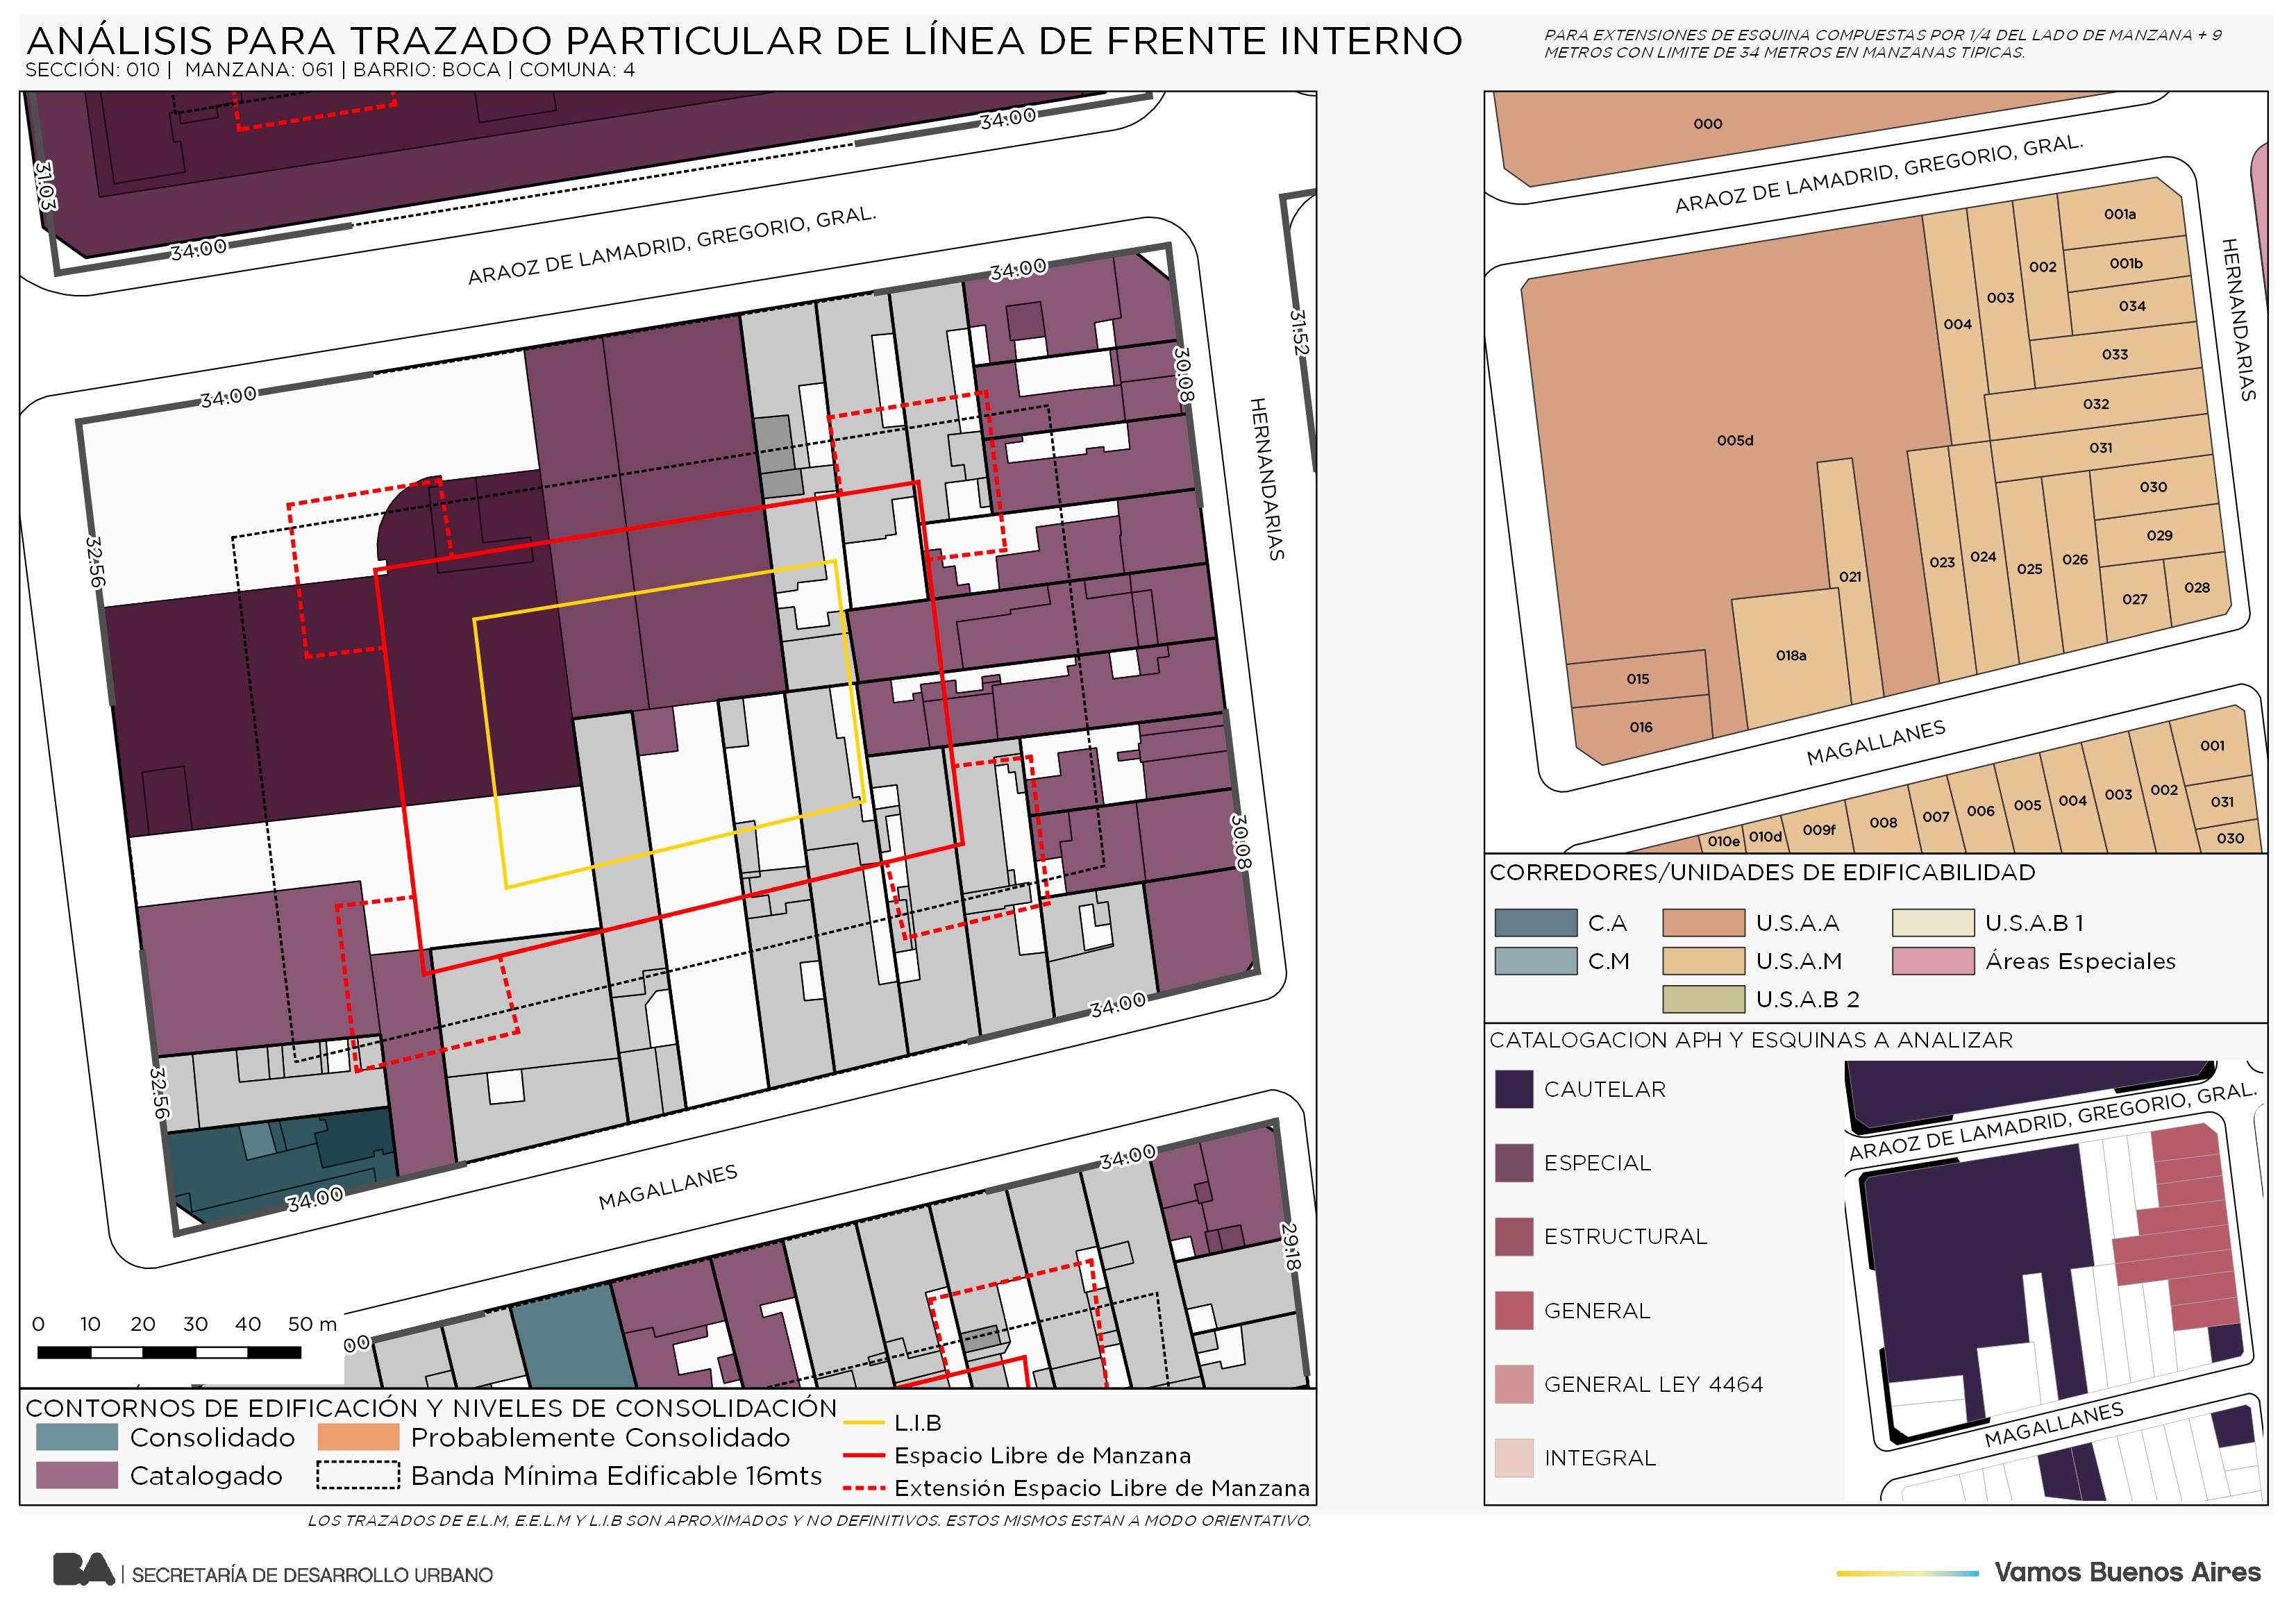 ANÁLISIS PARA TRAZADO PARTICULAR DE LÍNEA DE FRENTE INTERNO
SECCIÓN: 010 | MANZANA: 061 | BARRIO: BOCA | COMUNA: 4
PARA EXTENSIONES DE ESQUINA COMPUESTAS POR 1/4 DEL LADO DE MANZANA + 9
METROS CON LIMITE DE 34 METROS EN MANZANAS TIPICAS.
34.00
31.03
34.00
ARAOZ DE LAMADRID, GREGORIO, GRAL.
34.00
31.52
30.08
34.00
HERNANDARIAS
32.56
30.08
34.00
32.56
34.00
MAGALLANES
34.00
29.18
00
0 10 20 30 40 50 m
CONTORNOS DE EDIFICACIÓN Y NIVELES DE CONSOLIDACIÓN
Consolidado
Probablemente Consolidado
Catalogado
Banda Mínima Edificable 16mts
L.I.B
Espacio Libre de Manzana
Extensión Espacio Libre de Manzana
LOS TRAZADOS DE E.L.M, E.E.L.M Y L.I.B SON APROXIMADOS Y NO DEFINITIVOS. ESTOS MISMOS ESTAN A MODO ORIENTATIVO.
000
ARAOZ DE LAMADRID, GREGORIO, GRAL.
HERNANDARIAS
001a
001b
002
034
003
004
033
032
005d
031
030
029
023
024
025
026
021
027
028
018a
015
016
MAGALLANES
001
002
003
004
005
006
007
008
009f
010d
010e
031
030
CORREDORES/UNIDADES DE EDIFICABILIDAD
C.A
U.S.A.A
U.S.A.B 1
C.M
U.S.A.M
Áreas Especiales
U.S.A.B 2
CATALOGACION APH Y ESQUINAS A ANALIZAR
CAUTELAR
ESPECIAL
ESTRUCTURAL
GENERAL
GENERAL LEY 4464
INTEGRAL
ARAOZ DE LAMADRID, GREGORIO, GRAL.
MAGALLANES
BA | SECRETARÍA DE DESARROLLO URBANO
Vamos Buenos Aires